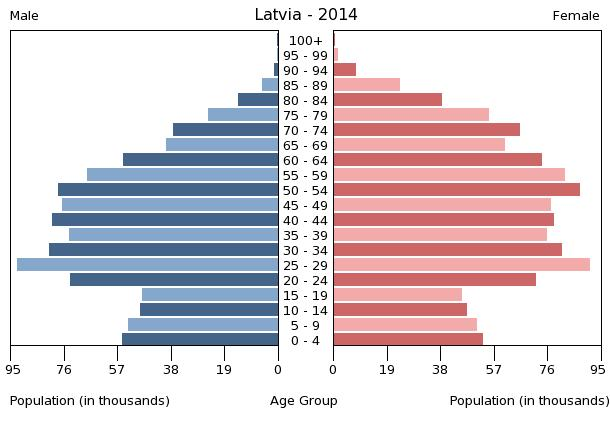 Latvia - 2014
Male
Female
100+
95 - 99
90 - 94
85 - 89
80 - 84
75 - 79
70 - 74
65 - 69
60 - 64
55 - 59
50 - 54
45 - 49
40 - 44
35 - 39
30 - 34
25 - 29
20 - 24
15 - 19
10 - 14
5 - 9
0 - 4
95 76 57 38 19 0 0 19 38 57 76 95
Population (in thousands) Age Group Population (in thousands)